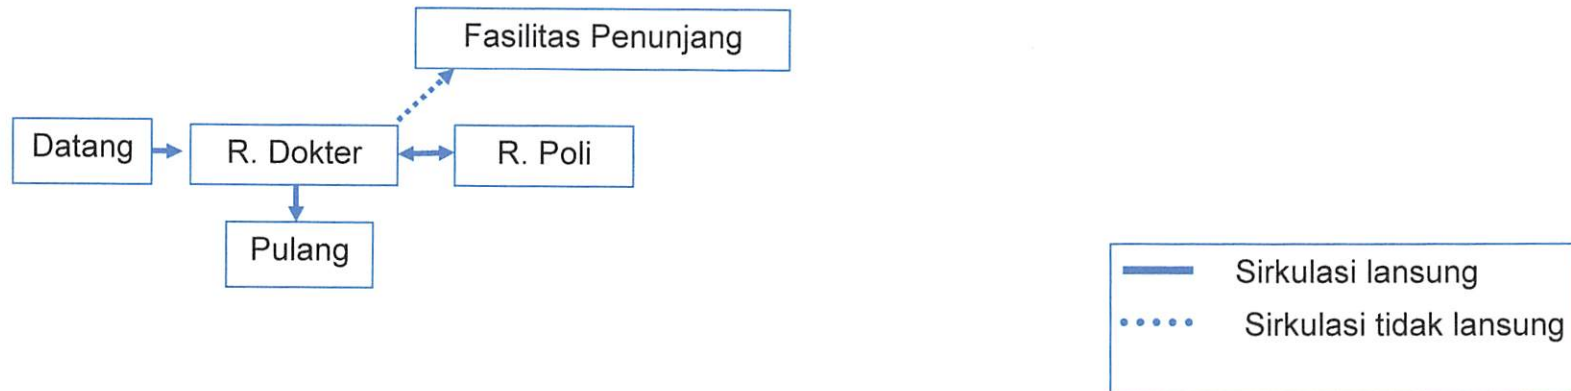 Fasilitas Penunjang
Datang
R. Dokter
R. Poli
Pulang
Sirkulasi lansung
Sirkulasi tidak lansung